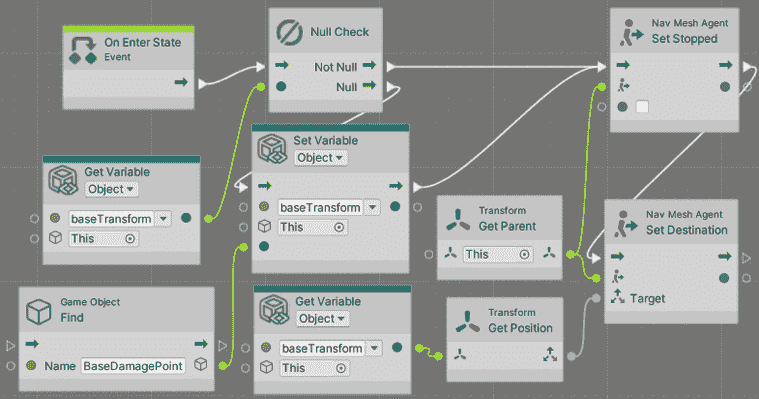 On Enter State
Event
Null Check
Not Null
Null
Nav Mesh Agent
Set Stopped
Get Variable
Object
baseTransform
This
Set Variable
Object
baseTransform
This
Transform
Get Parent
This
Nav Mesh Agent
Set Destination
Target
Game Object
Find
Name BaseDamagePoint
Get Variable
Object
baseTransform
This
Transform
Get Position